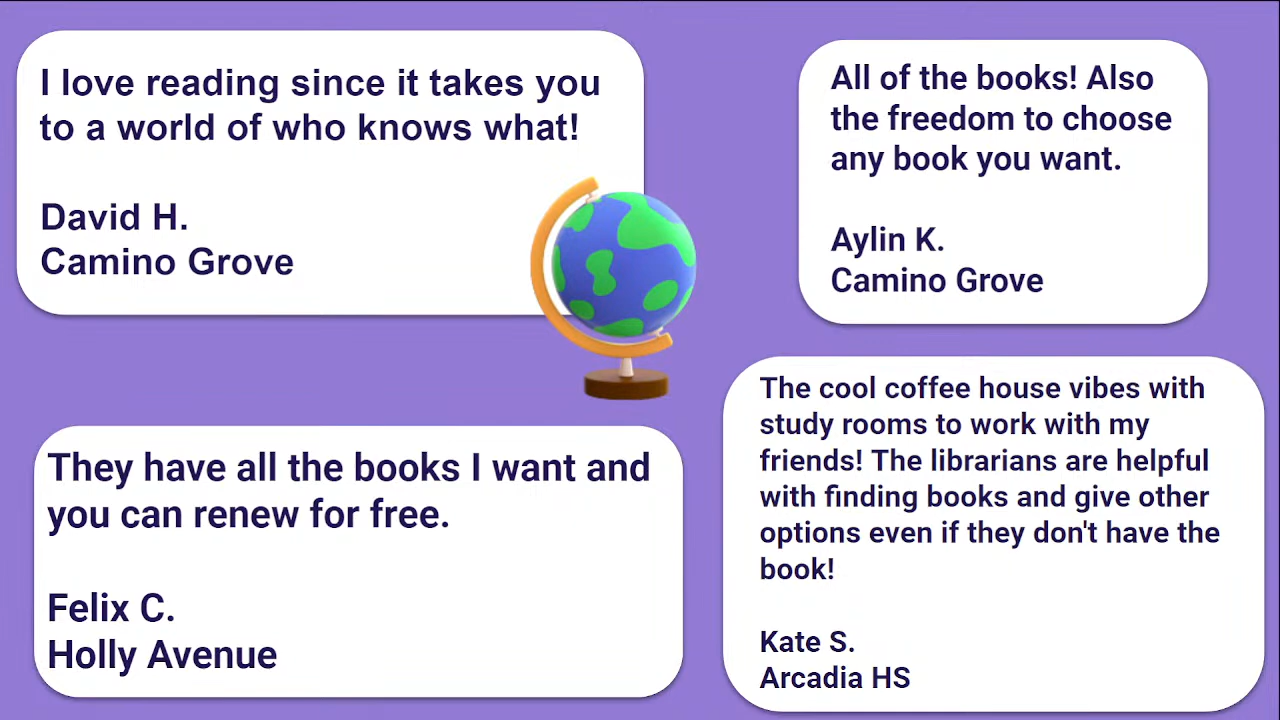 I love reading since it takes you
to a world of who knows what!
David H.
Camino Grove
All of the books! Also
the freedom to choose
any book you want.
Aylin K.
Camino Grove
They have all the books I want and
you can renew for free.
Felix C.
Holly Avenue
The cool coffee house vibes with
study rooms to work with my
friends! The librarians are helpful
with finding books and give other
options even if they don't have the
book!
Kate S.
Arcadia HS